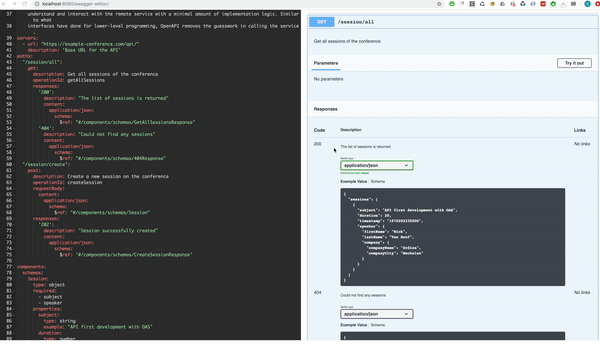 localhost:8080/swagger-editor/
37 understand and interact with the remote service with a minimal amount of implementation logic. Similar
to what
38 interfaces have done for lower-level programming, OpenAPI removes the guesswork in calling the service
39 servers:
40 - url: "https://example-conference.com/api/"
41 description: 'Base URL for the API'
42 paths:
43 "/session/all":
44 get:
45 description: Get all sessions of the conference
46 operationId: getAllSessions
47 responses:
48 '200':
49 description: "The list of sessions is returned"
50 content:
51 application/json:
52 schema:
53 $ref: "#/components/schemas/GetAllSessionsResponse"
54 '404':
55 description: "Could not find any sessions"
56 content:
57 application/json:
58 schema:
59 $ref: "#/components/schemas/404Response"
60 "/session/create":
61 post:
62 description: Create a new session on the conference
63 operationId: createSession
64 requestBody:
65 content:
66 application/json:
67 schema:
68 $ref: "#/components/schemas/Session"
69 responses:
70 '202':
71 description: "Session successfully created"
72 content:
73 application/json:
74 schema:
75 $ref: "#/components/schemas/CreateSessionResponse"
76
77 components:
78 schemas:
79 Session:
80 type: object
81 required:
82 - subject
83 - speaker
84 properties:
85 subject:
86 type: string
87 example: "API first development with OAS"
88 duration:
89 type: number
GET /session/all
Get all sessions of the conference
Parameters
Try it out
No parameters
Responses
Code Description Links
200 The list of sessions is returned No links
Media type
application/json
Controls Accept header.
Example Value Schema
{
"sessions": [
{
"subject": "API first development with OAS",
"duration": 30,
"speaker": {
"firstName": "Nick",
"lastName": "Van Hoof",
"company": {
"companyName": "Ordina",
"companyCity": "Mechelen"
}
}
}
]
}
404 Could not find any sessions No links
Media type
application/json
Example Value Schema
{